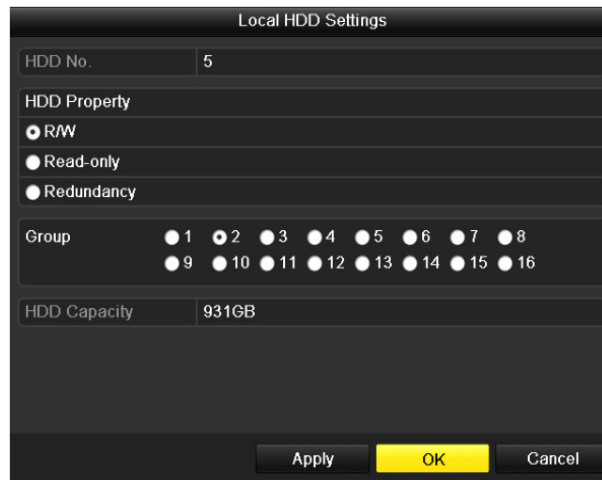 Local HDD Settings
HDD No. 5
HDD Property
R/W
Read-only
Redundancy
Group 1 2 3 4 5 6 7 8
9 10 11 12 13 14 15 16
HDD Capacity 931GB
Apply OK Cancel